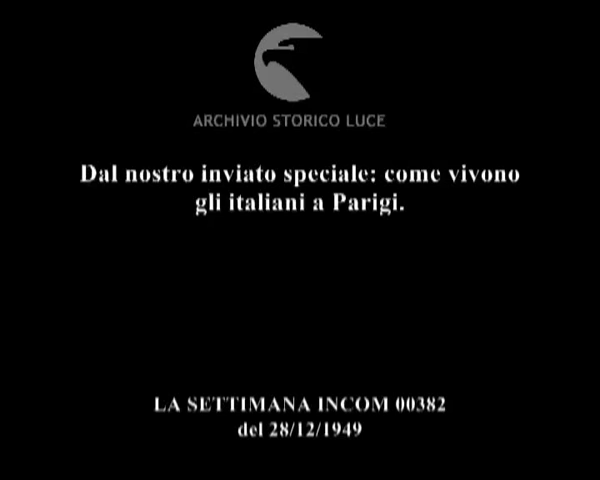 ARCHIVIO STORICO LUCE
Dal nostro inviato speciale: come vivono
gli italiani a Parigi.
LA SETTIMANA INCOM 00382
del 28/12/1949